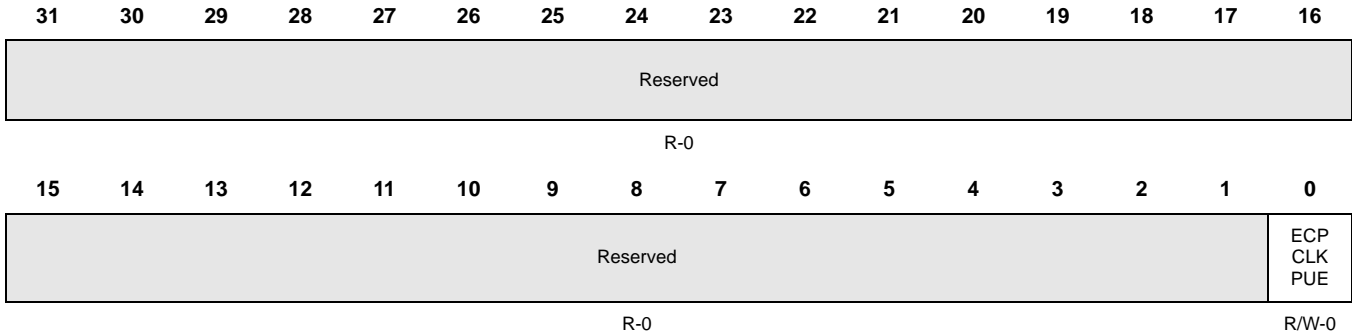 31 30 29 28 27 26 25 24 23 22 21 20 19 18 17 16
Reserved
R-0
15 14 13 12 11 10 9 8 7 6 5 4 3 2 1 0
Reserved
ECP
CLK
PUE
R-0 R/W-0